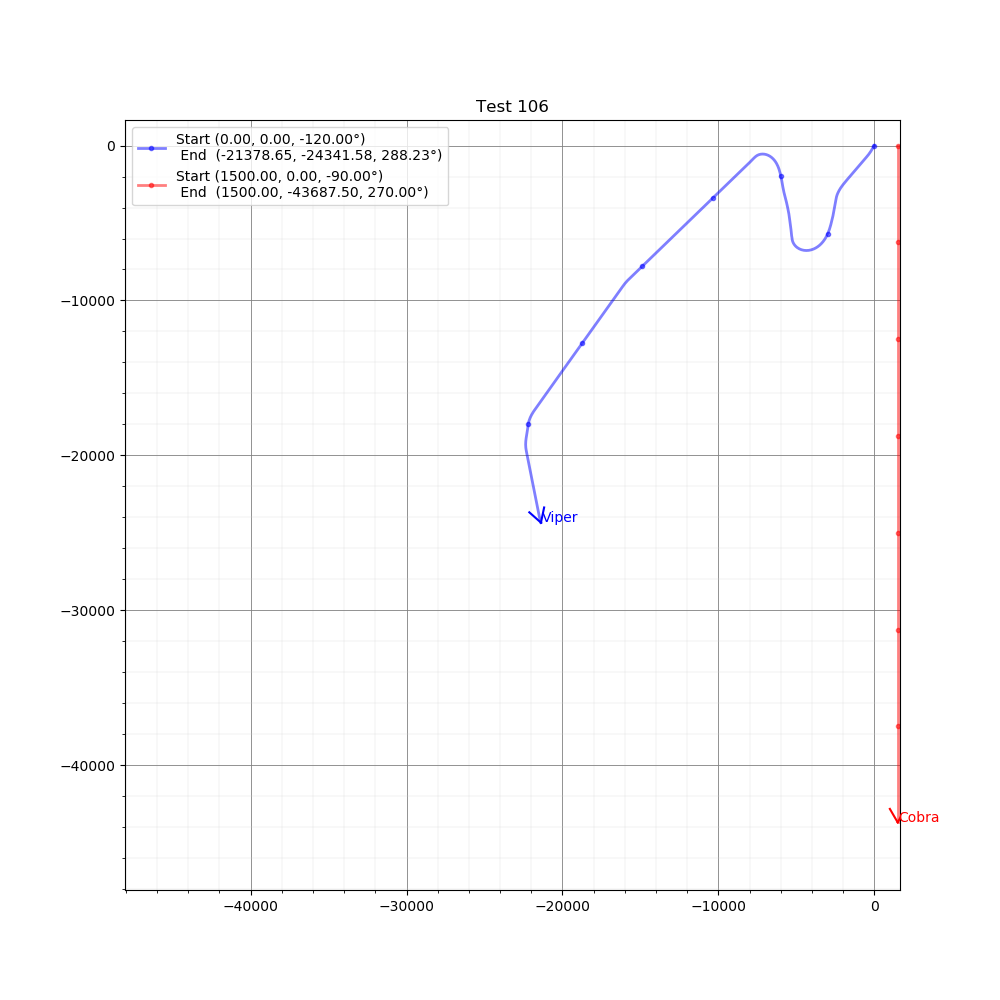 Test 106
Start (0.00, 0.00, -120.00°)
End  (-21378.65, -24341.58, 288.23°)
Start (1500.00, 0.00, -90.00°)
End  (1500.00, -43687.50, 270.00°)
0
−10000
−20000
−30000
−40000
Viper
Cobra
−40000
−30000
−20000
−10000
0